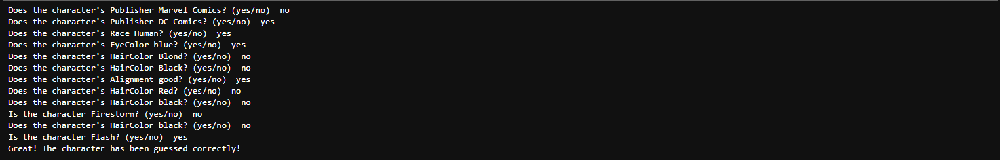 Does the character's Publisher Marvel Comics? (yes/no)  no
Does the character's Publisher DC Comics? (yes/no)  yes
Does the character's Race Human? (yes/no)  yes
Does the character's EyeColor blue? (yes/no)  yes
Does the character's HairColor Blond? (yes/no)  no
Does the character's HairColor Black? (yes/no)  no
Does the character's Alignment good? (yes/no)  yes
Does the character's HairColor Red? (yes/no)  no
Does the character's HairColor black? (yes/no)  no
Is the character Firestorm? (yes/no)  no
Does the character's HairColor black? (yes/no)  no
Is the character Flash? (yes/no)  yes
Great! The character has been guessed correctly!